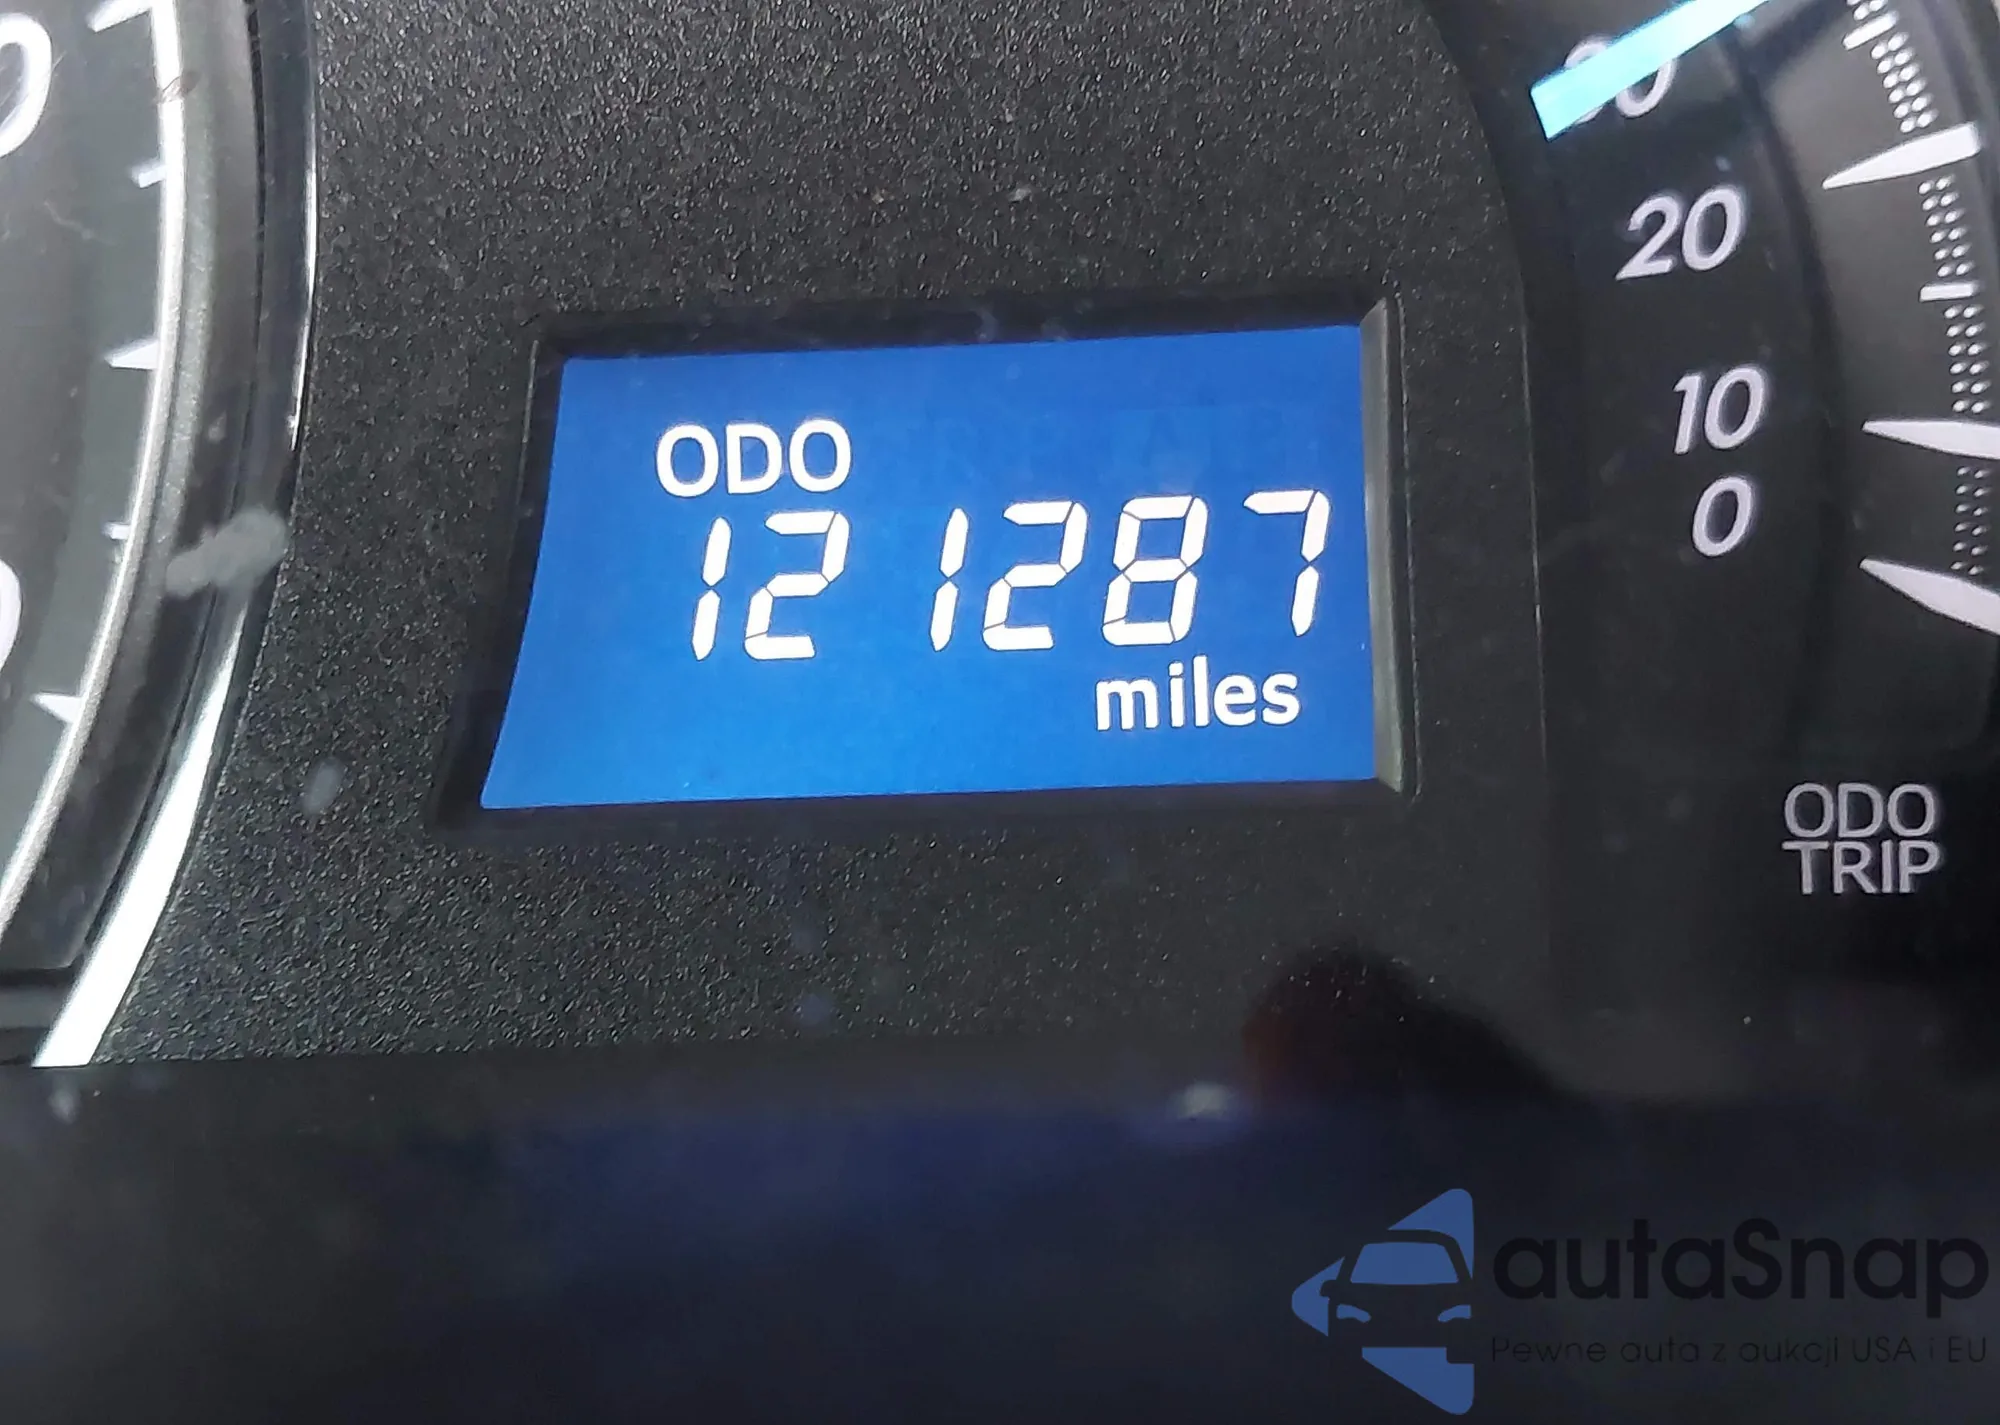 ODO
121287
miles
20
10
0
ODO
TRIP
autaSnap
Pewne auta z aukcji USA i EU